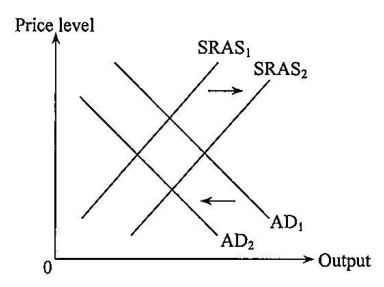 Price level
SRAS₁
SRAS₂
AD₁
AD₂
0
Output